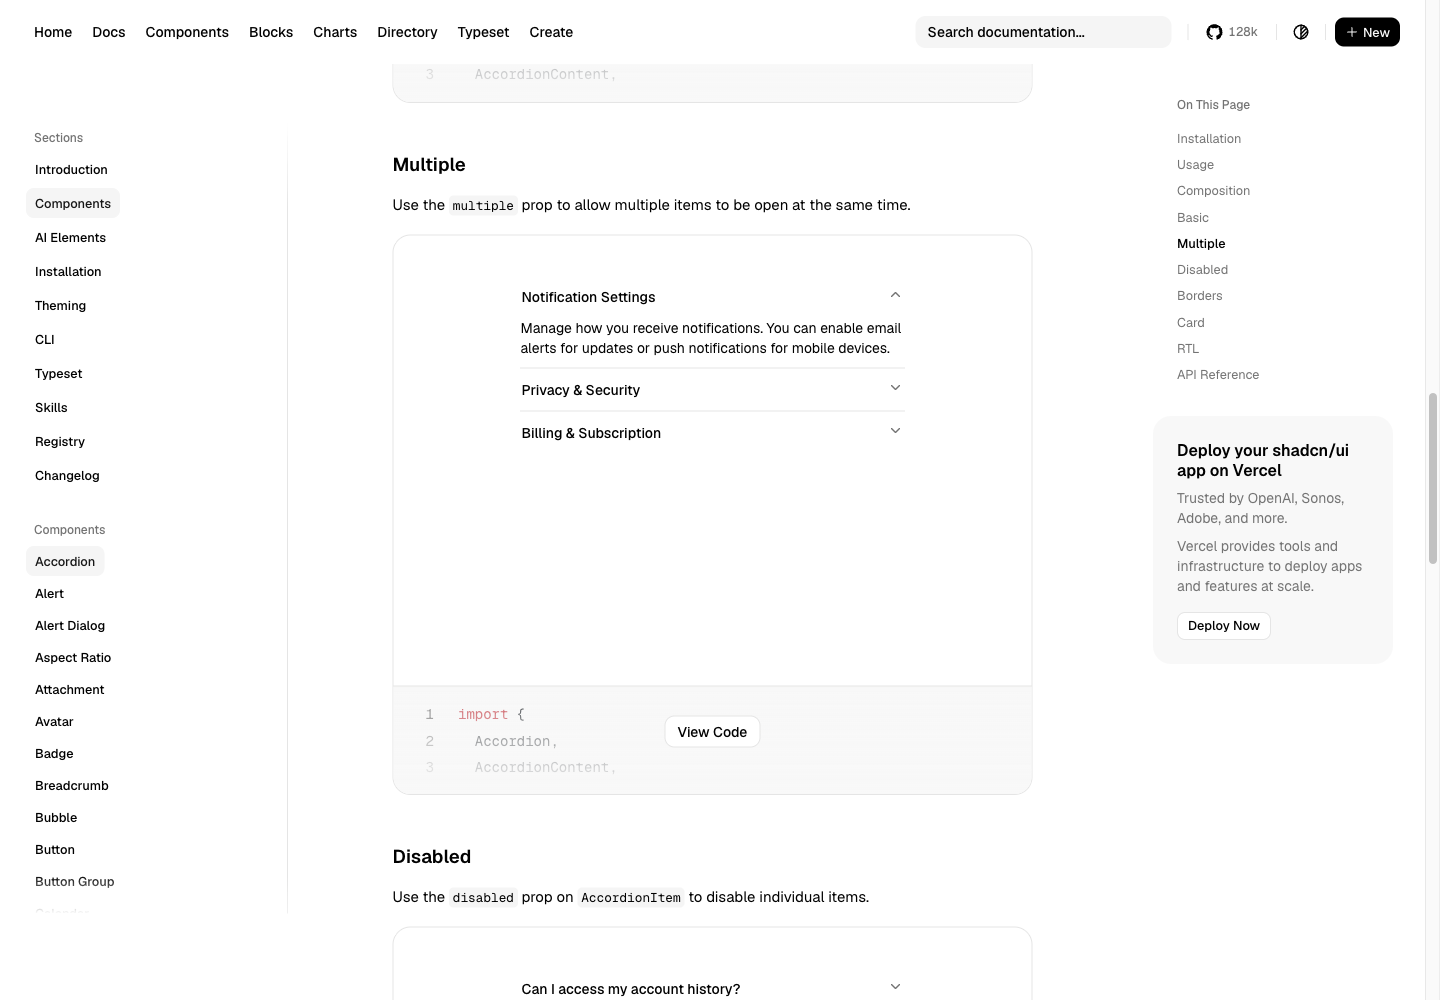 Home Docs Components Blocks Charts Directory Typeset Create
Search documentation...
128k
New
Sections
Introduction
Components
AI Elements
Installation
Theming
CLI
Typeset
Skills
Registry
Changelog
Components
Accordion
Alert
Alert Dialog
Aspect Ratio
Attachment
Avatar
Badge
Breadcrumb
Bubble
Button
Button Group
3 AccordionContent,
Multiple
Use the multiple prop to allow multiple items to be open at the same time.
Notification Settings
Manage how you receive notifications. You can enable email
alerts for updates or push notifications for mobile devices.
Privacy & Security
Billing & Subscription
1 import {
2 Accordion,
3 AccordionContent,
View Code
Disabled
Use the disabled prop on AccordionItem to disable individual items.
Can I access my account history?
On This Page
Installation
Usage
Composition
Basic
Multiple
Disabled
Borders
Card
RTL
API Reference
Deploy your shadcn/ui
app on Vercel
Trusted by OpenAI, Sonos,
Adobe, and more.
Vercel provides tools and
infrastructure to deploy apps
and features at scale.
Deploy Now